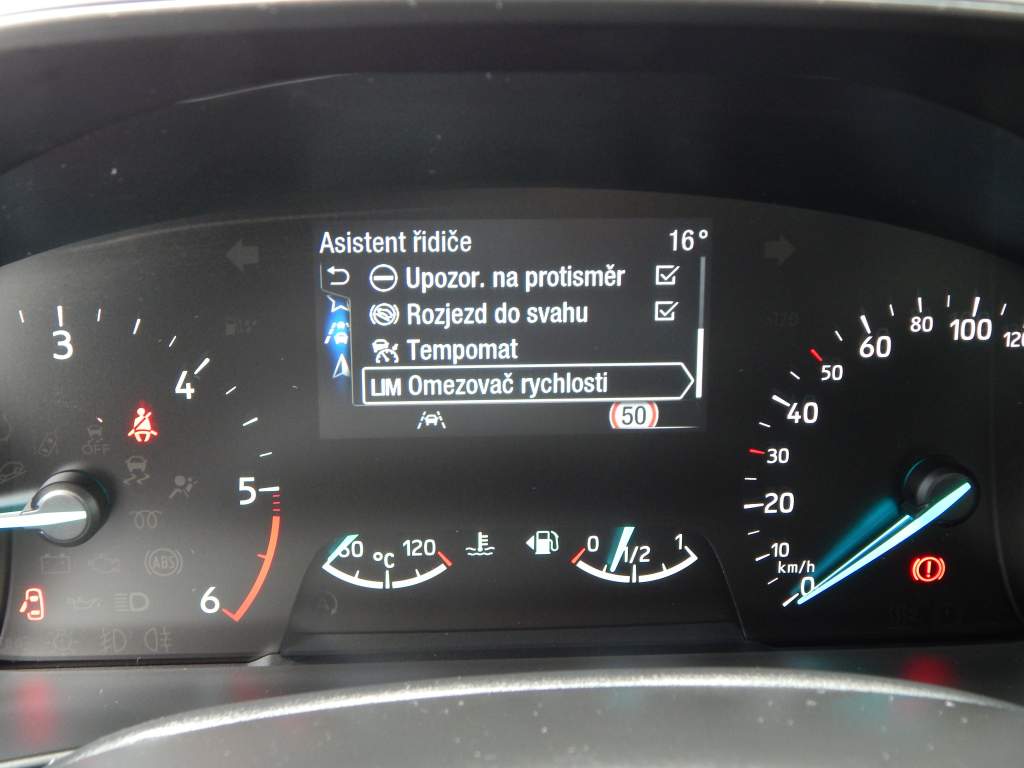 Asistent řidiče 16°
Upozor. na protisměr
Rozjezd do svahu
Tempomat
LIM Omezovač rychlosti
50
3
4
5
6
OFF
ABS
60 °C 120
0 1/2 1
0
10
20
30
40
50
60
80
100
120
km/h